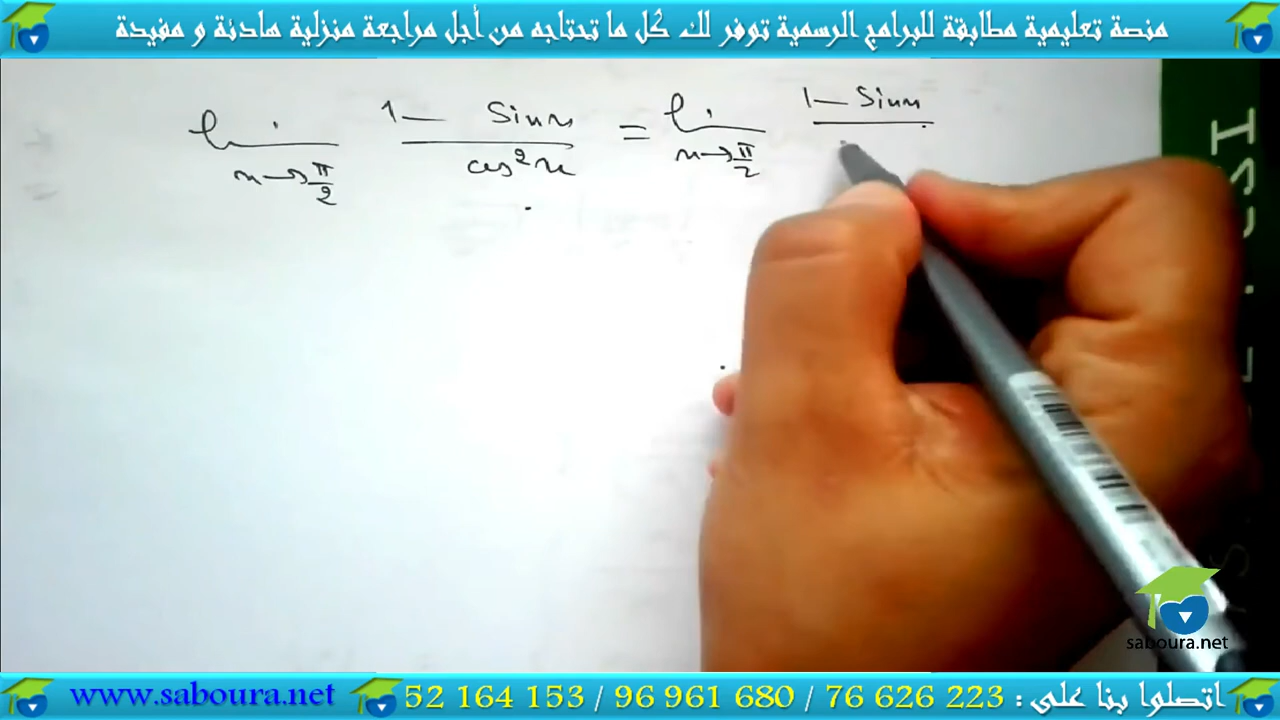 منصة تعليمية مطابقة للبرامج الرسمية توفر لك كل ما تحتاجه من أجل مراجعة منزلية هادئة و مفيدة
lim 1 - Sin x / cos² x = lim 1 - Sin x
x → π/2 x → π/2
saboura.net
www.saboura.net 52 164 153 / 96 961 680 / 76 626 223 اتصلوا بنا على :